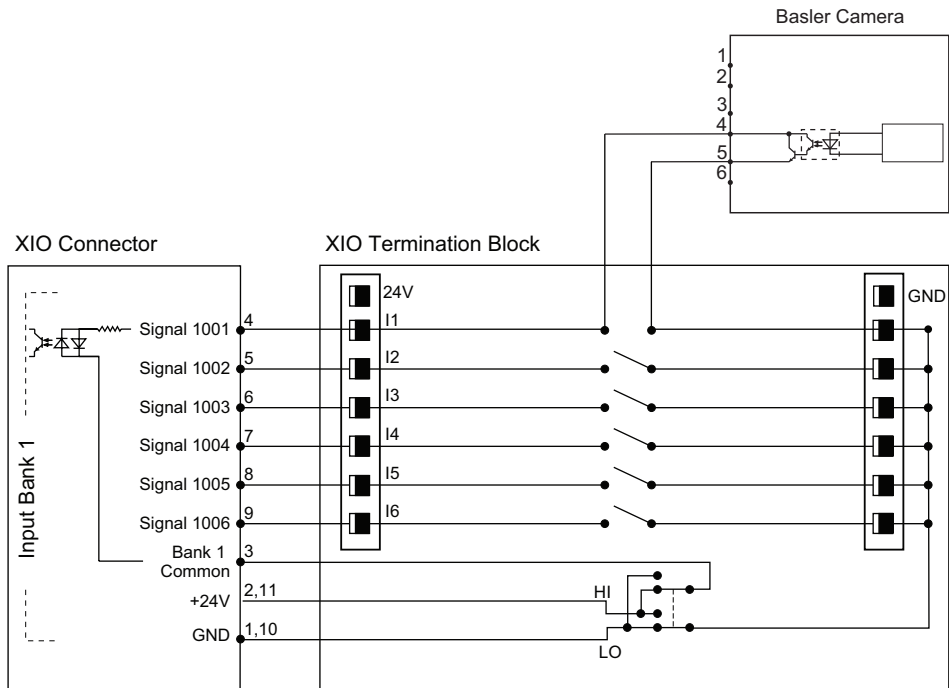 Basler Camera
1
2
3
4
5
6
XIO Connector
XIO Termination Block
24V
GND
Signal 1001 4 I1
Signal 1002 5 I2
Signal 1003 6 I3
Signal 1004 7 I4
Signal 1005 8 I5
Signal 1006 9 I6
Input Bank 1
Bank 1
Common 3
+24V 2,11 HI
GND 1,10 LO